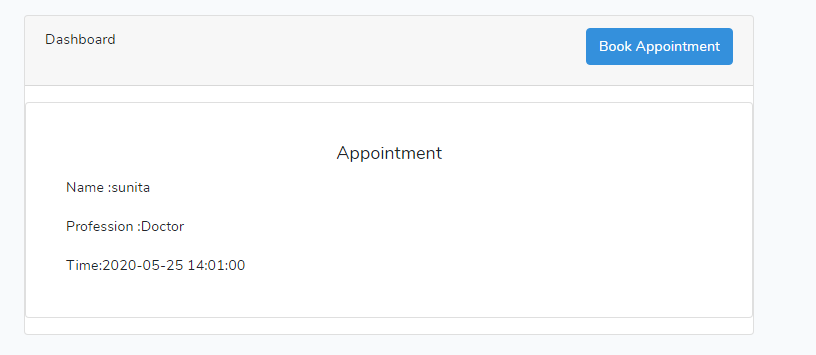 Dashboard
Book Appointment
Appointment
Name :sunita
Profession :Doctor
Time:2020-05-25 14:01:00